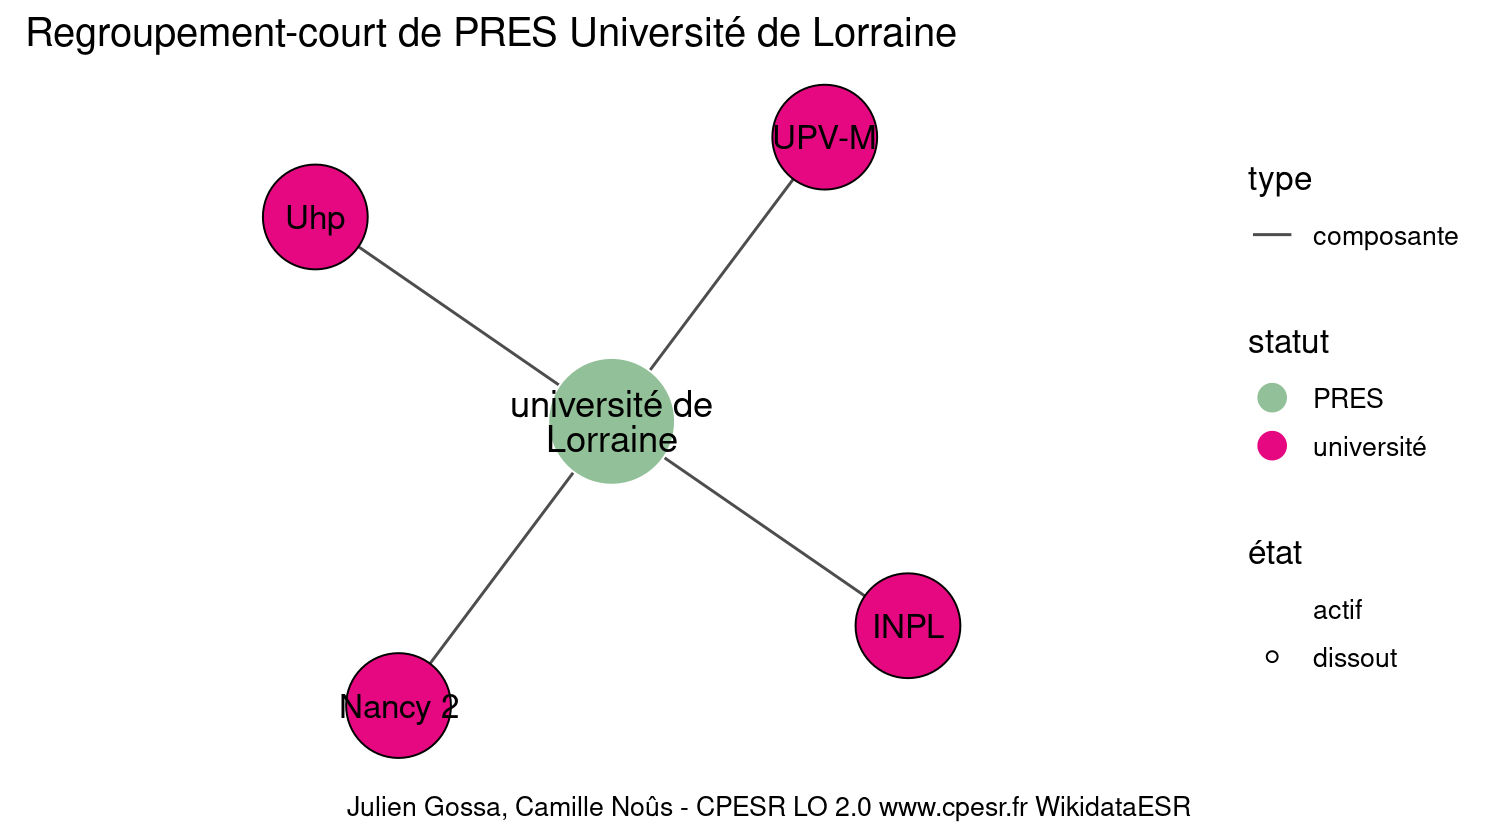 Regroupement-court de PRES Université de Lorraine
UPV-M
Uhp
université de
Lorraine
INPL
Nancy 2
type
composante
statut
PRES
université
état
actif
dissout
Julien Gossa, Camille Noûs - CPESR LO 2.0 www.cpesr.fr WikidataESR